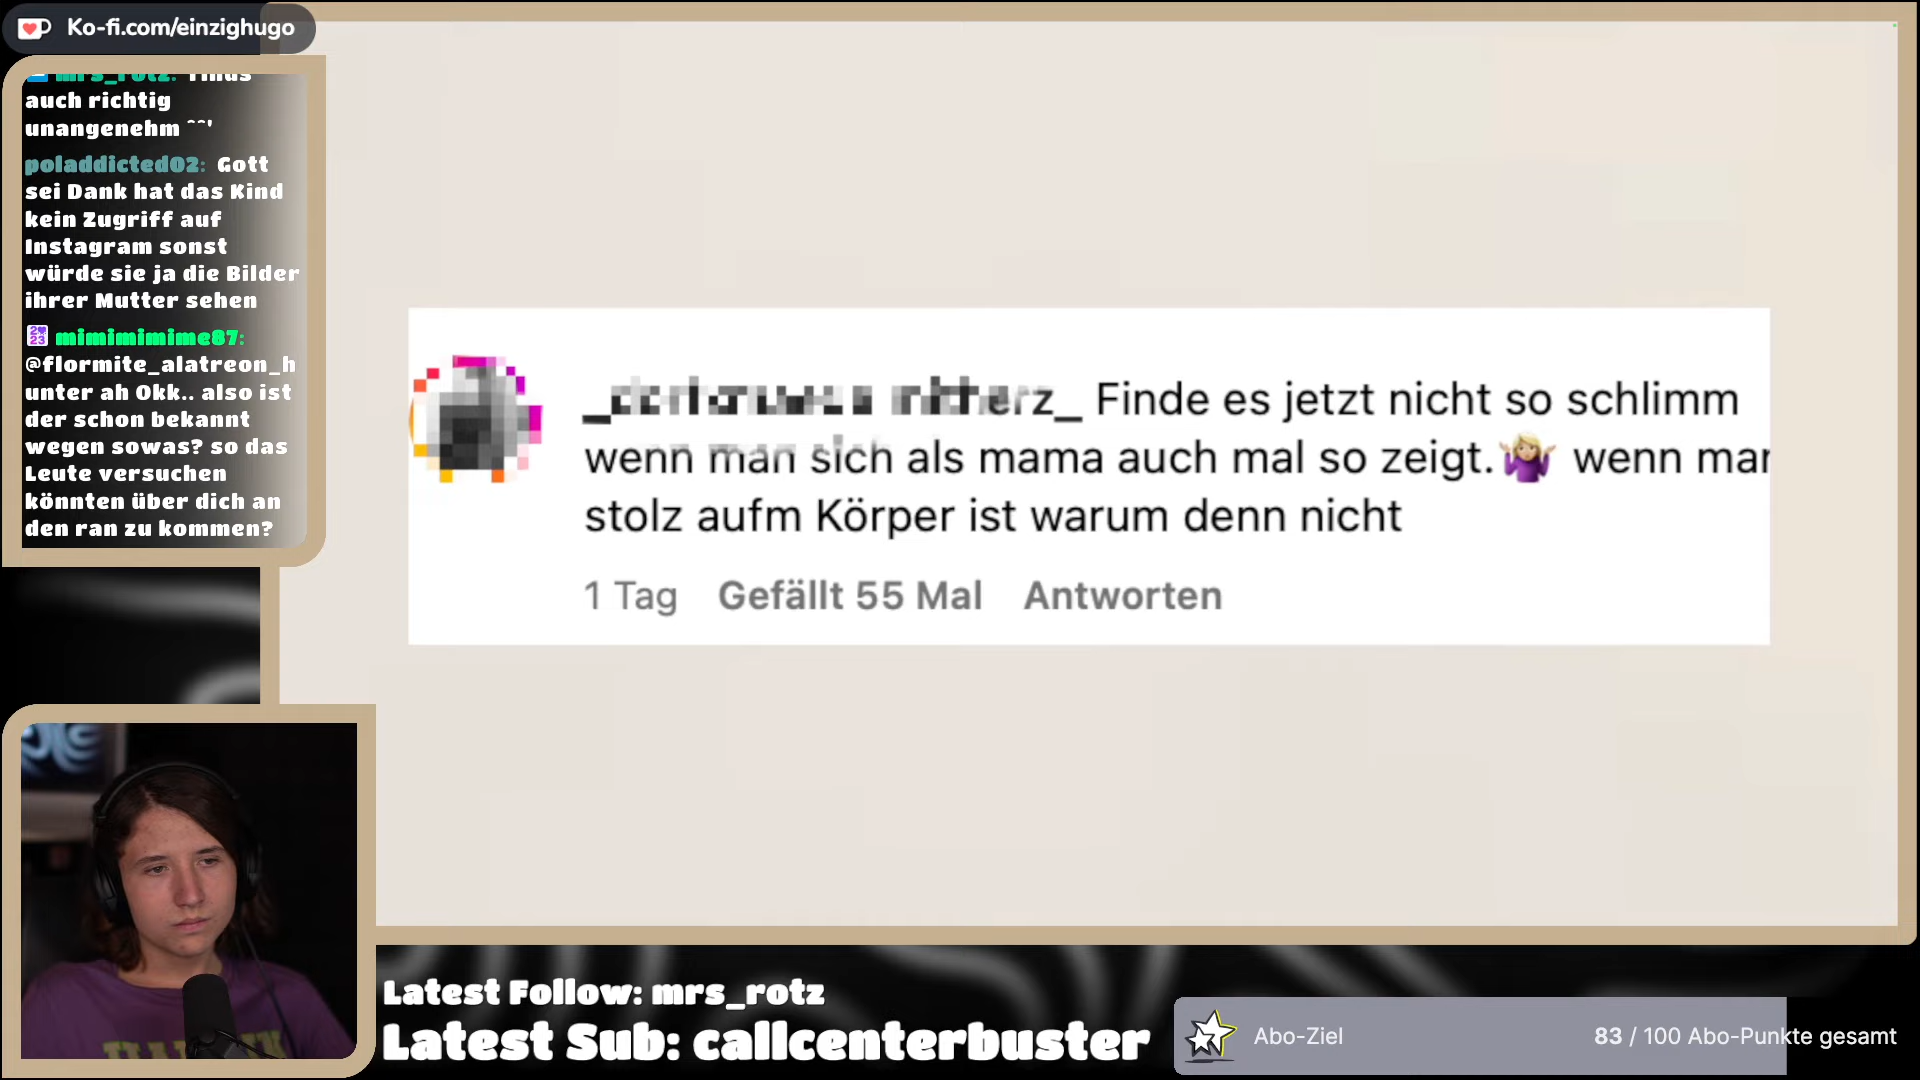 Ko-fi.com/einzighugo
mrs_rotz: Finds
auch richtig
unangenehm ^^'
poladdicted02: Gott
sei Dank hat das Kind
kein Zugriff auf
Instagram sonst
würde sie ja die Bilder
ihrer Mutter sehen
mimimimime87:
@flormite_alatreon_h
unter ah Okk.. also ist
der schon bekannt
wegen sowas? so das
Leute versuchen
könnten über dich an
den ran zu kommen?
Finde es jetzt nicht so schlimm
wenn man sich als mama auch mal so zeigt.🤷🏼‍♀️ wenn man
stolz aufm Körper ist warum denn nicht
1 Tag Gefällt 55 Mal Antworten
Latest Follow: mrs_rotz
Latest Sub: callcenterbuster
Abo-Ziel 83 / 100 Abo-Punkte gesamt